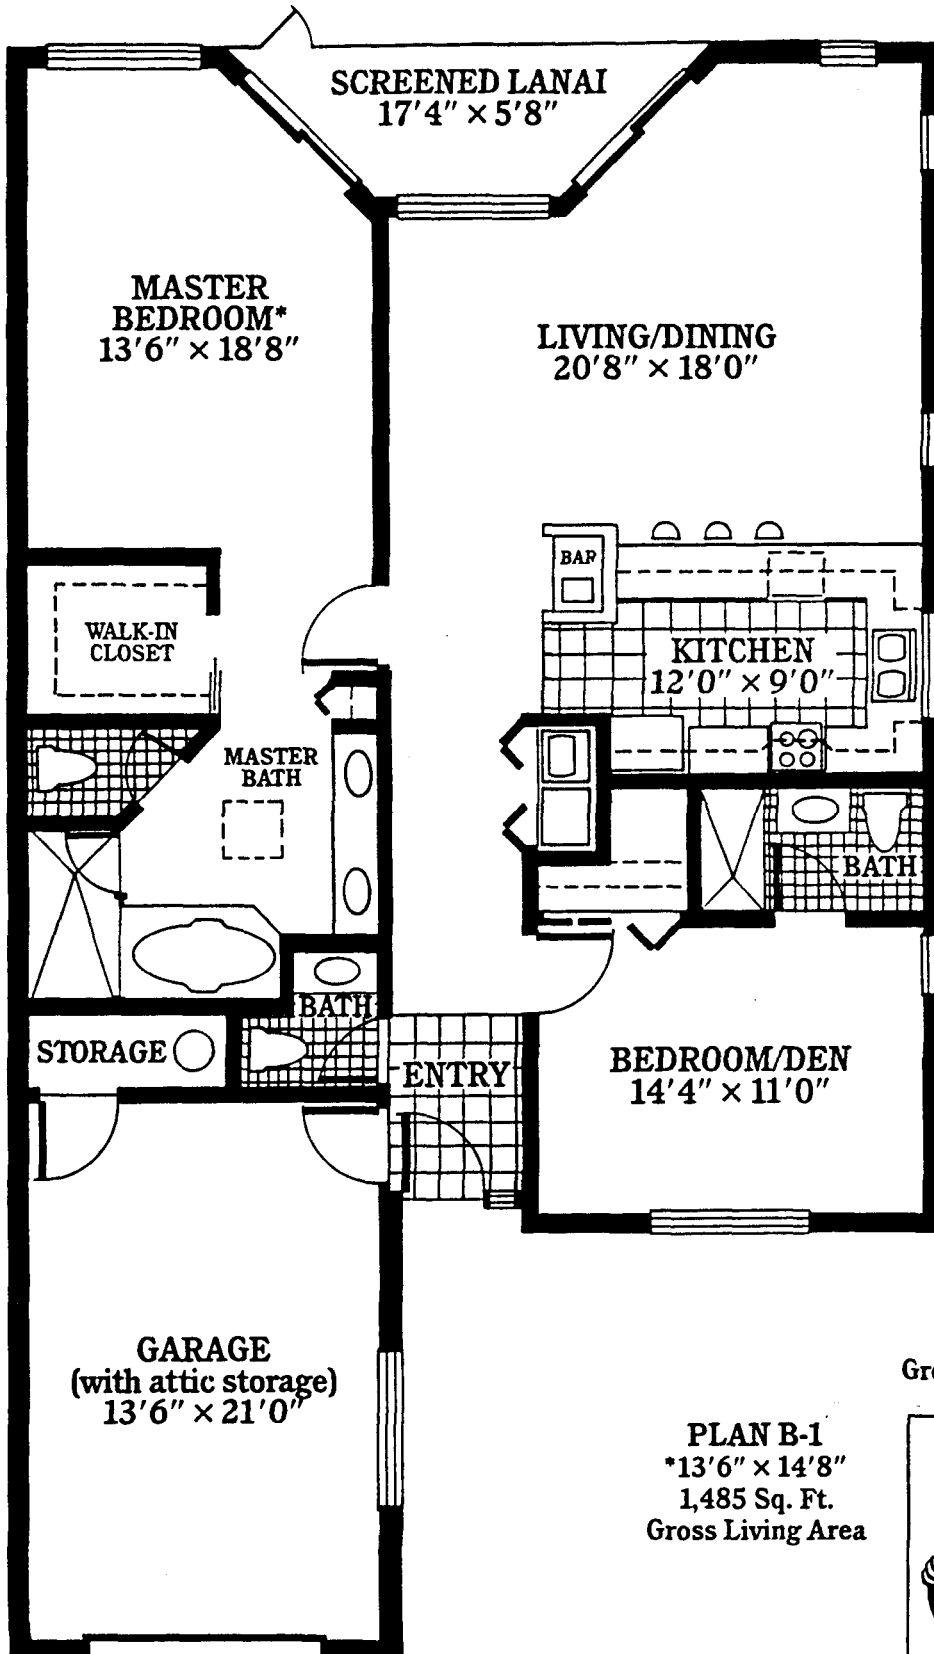 SCREENED LANAI
17'4" × 5'8"
MASTER
BEDROOM*
13'6" × 18'8"
LIVING/DINING
20'8" × 18'0"
BAR
WALK-IN
CLOSET
KITCHEN
12'0" × 9'0"
MASTER
BATH
BATH
BATH
STORAGE
ENTRY
BEDROOM/DEN
14'4" × 11'0"
GARAGE
(with attic storage)
13'6" × 21'0"
PLAN B-1
*13'6" × 14'8"
1,485 Sq. Ft.
Gross Living Area